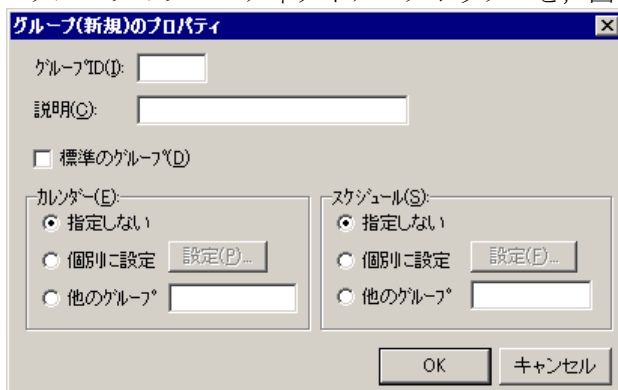 グループ(新規)のプロパティ
グループID(I):
説明(C):
標準のグループ(D)
カレンダー(E):
指定しない
個別に設定
設定(P)...
他のグループ
スケジュール(S):
指定しない
個別に設定
設定(F)...
他のグループ
OK
キャンセル